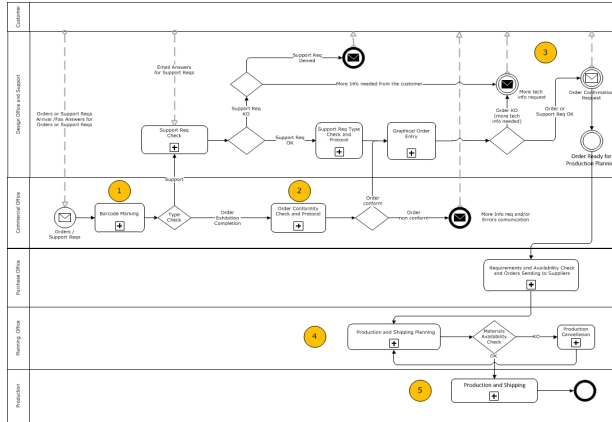 Customer
Design Office and Support
Commercial Office
Purchase Office
Planning Office
Production
Support Req
Denied
3
Email Answers
for Support Reqs
More info needed from the customer
More tech
info request
Order Confirmation
Request
Orders or Support Reqs
Arrival /Fax Answers for
Orders or Support Reqs
Support Req
KO
Order KO
(more tech
info needed)
Order or
Support Req OK
Support Req
Check
Support Req
OK
Support Req Type
Check and
Protocol
Graphical Order
Entry
Order Ready for
Production Planning
Support
1
2
Order
conform
Barcode Marking
Type
Check
Order
Exhibition
Completion
Order Conformity
Check and Protocol
Order
non conform
More Info req and/or
Errors comunication
Orders /
Support Reqs
Requirements and Availability Check
and Orders Sending to Suppliers
4
Production and Shipping Planning
Materials
Availability
Check
KO
Production
Cancellation
OK
5
Production and Shipping